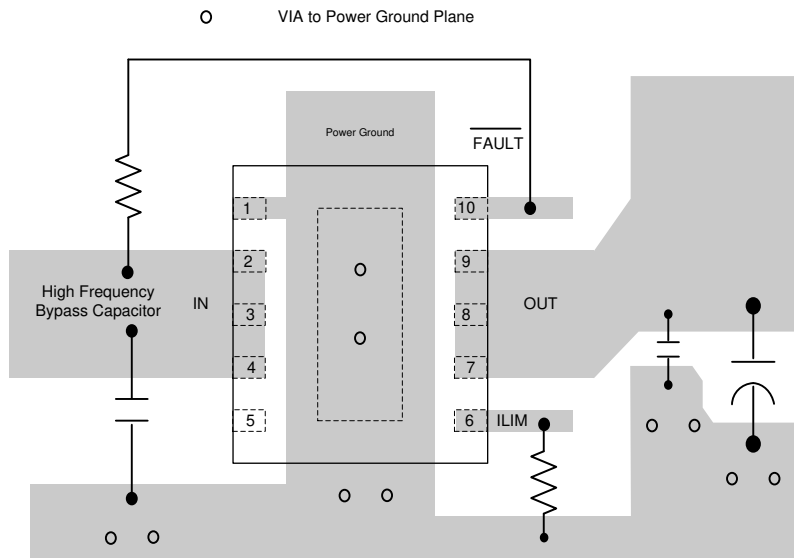 VIA to Power Ground Plane
Power Ground
FAULT
1
10
2
9
High Frequency
Bypass Capacitor
IN
3
8
OUT
4
7
5
6
ILIM